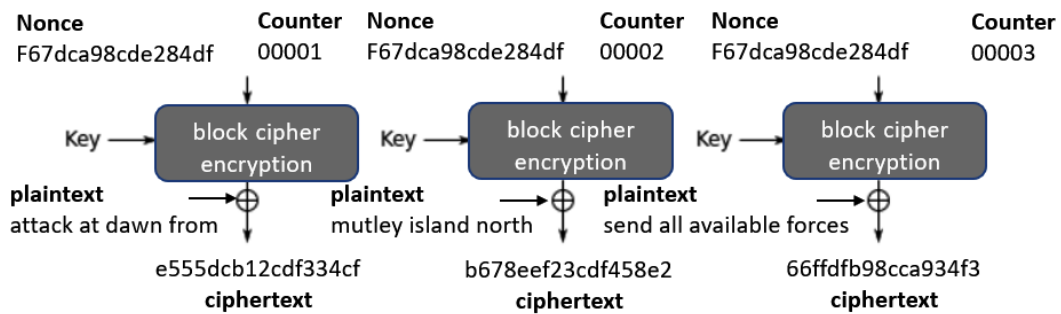 Nonce Counter Nonce Counter Nonce Counter
F67dca98cde284df 00001 F67dca98cde284df 00002 F67dca98cde284df 00003
Key block cipher Key block cipher Key block cipher
encryption encryption encryption
plaintext plaintext plaintext
attack at dawn from mutley island north send all available forces
e555dcb12cdf334cf b678eef23cdf458e2 66ffdfb98cca934f3
ciphertext ciphertext ciphertext